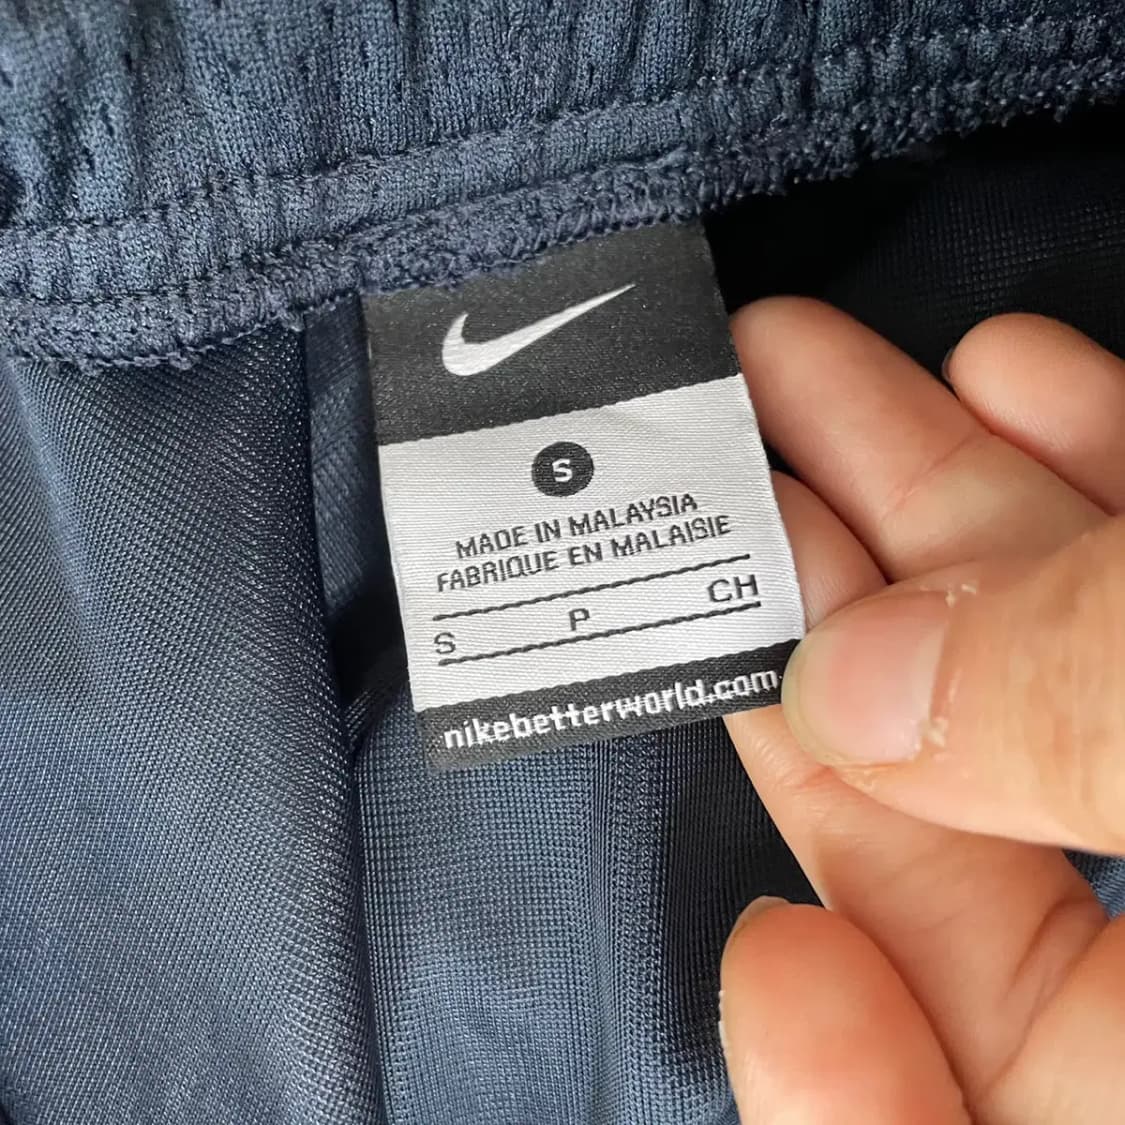 S
MADE IN MALAYSIA
FABRIQUE EN MALAISIE
S P CH
nikebetterworld.com